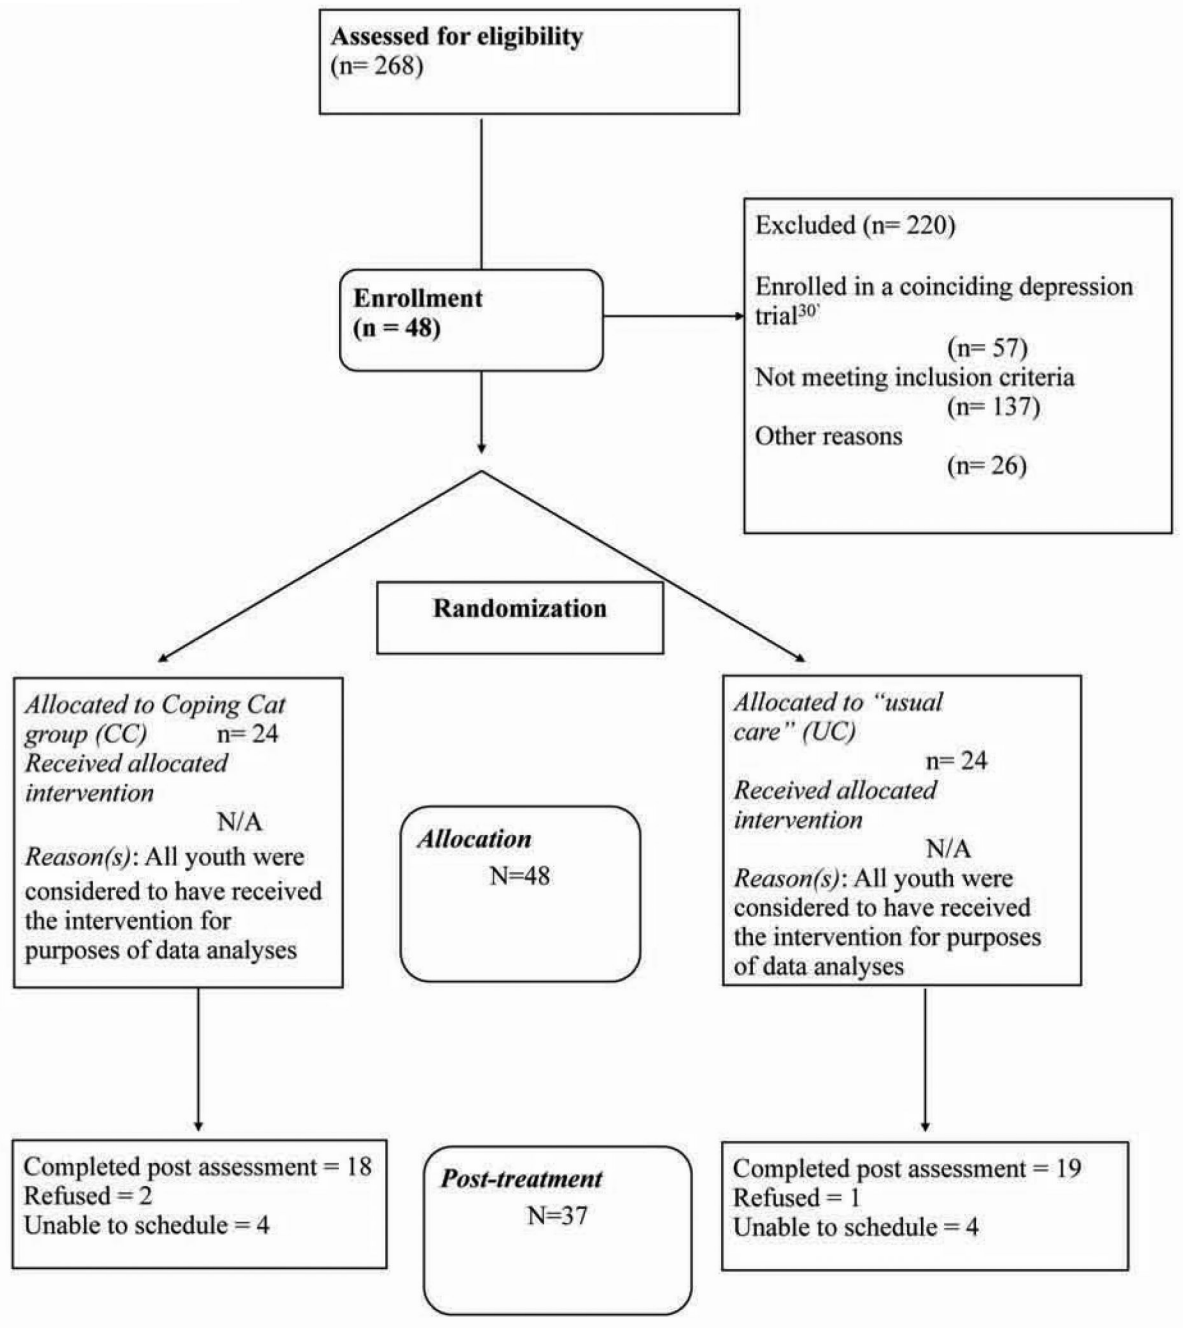 Assessed for eligibility
(n= 268)
Excluded (n= 220)
Enrolled in a coinciding depression
trial30`
(n= 57)
Not meeting inclusion criteria
(n= 137)
Other reasons
(n= 26)
Enrollment
(n = 48)
Randomization
Allocated to Coping Cat
group (CC) n= 24
Received allocated
intervention
N/A
Reason(s): All youth were
considered to have received
the intervention for
purposes of data analyses
Allocation
N=48
Allocated to “usual
care” (UC)
n= 24
Received allocated
intervention
N/A
Reason(s): All youth were
considered to have received
the intervention for purposes
of data analyses
Completed post assessment = 18
Refused = 2
Unable to schedule = 4
Post-treatment
N=37
Completed post assessment = 19
Refused = 1
Unable to schedule = 4